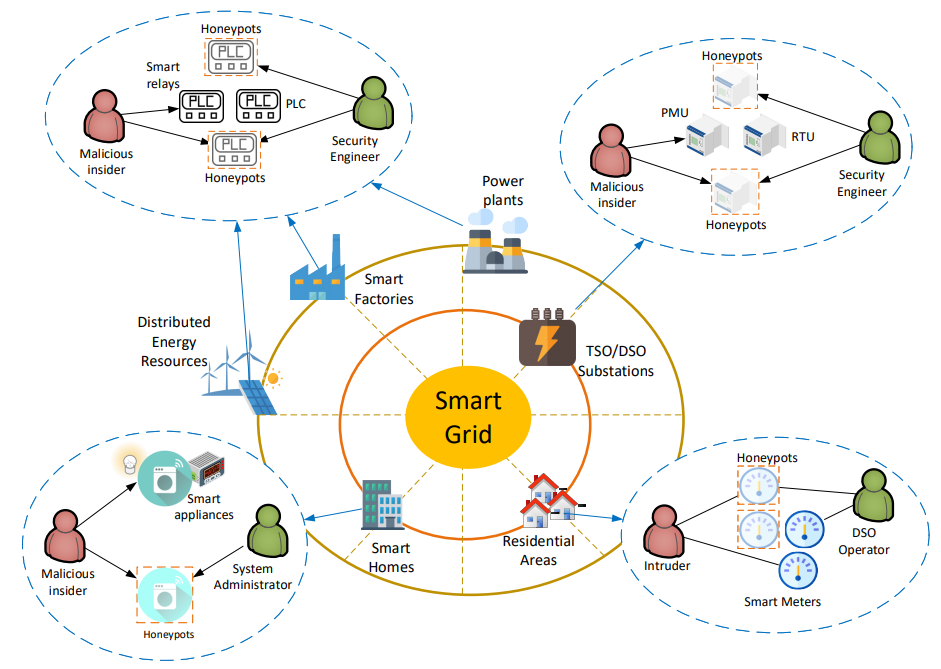 Honeypots
PLC
Smart
relays
PLC
PLC
PLC
PLC
Malicious
insider
Security
Engineer
Honeypots
Honeypots
PMU
RTU
Malicious
insider
Security
Engineer
Honeypots
Power
plants
Smart
Factories
Distributed
Energy
Resources
TSO/DSO
Substations
Smart
Grid
Smart
Homes
Residential
Areas
Smart
appliances
Malicious
insider
System
Administrator
Honeypots
Honeypots
Intruder
DSO
Operator
Smart Meters